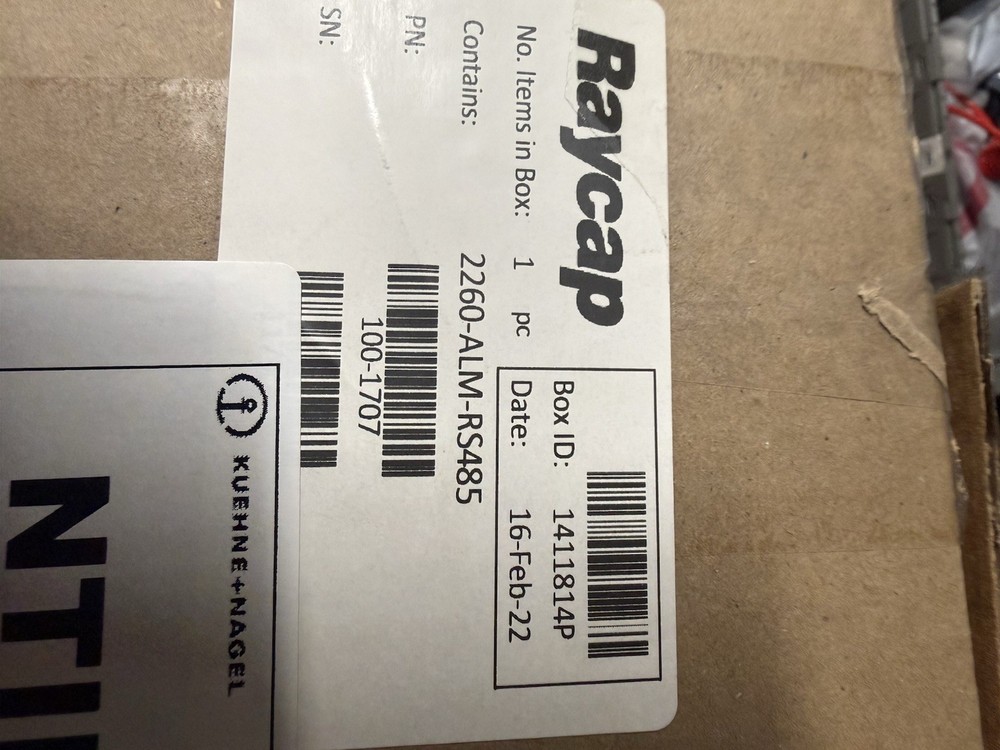 Raycap
No. Items in Box: 1 pc
Contains: 2260-ALM-RS485
PN:
100-1707
SN:
Box ID: 1411814P
Date: 16-Feb-22
KUEHNE+NAGEL